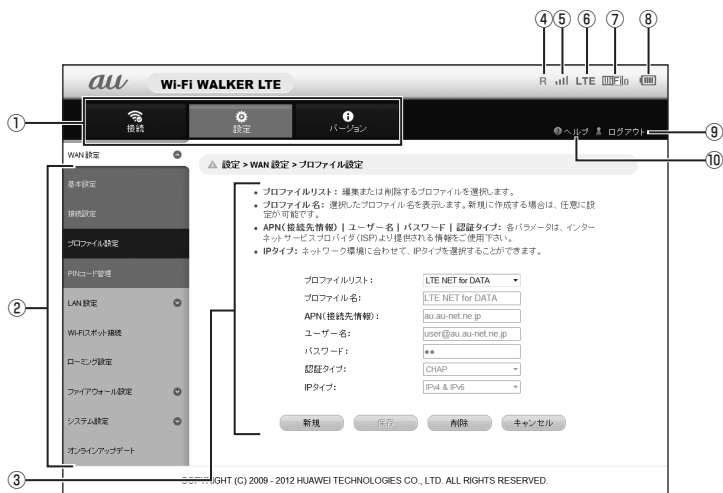 ④ ⑤ ⑥ ⑦ ⑧
au Wi-Fi WALKER LTE
R LTE WiFi 0
①
接続 設定 バージョン
ヘルプ ログアウト
⑨
⑩
②
WAN 設定
基本設定
接続設定
プロファイル設定
PINコード管理
LAN 設定
Wi-Fiスポット接続
ローミング設定
ファイアウォール設定
システム設定
オンラインアップデート
設定 > WAN 設定 > プロファイル設定
• プロファイルリスト: 編集または削除するプロファイルを選択します。
• プロファイル名: 選択したプロファイル名を表示します。新規に作成する場合は、任意に設
定が可能です。
• APN(接続先情報) | ユーザー名 | パスワード | 認証タイプ: 各パラメータは、インター
ネットサービスプロバイダ(ISP)より提供される情報をご使用下さい。
• IPタイプ: ネットワーク環境に合わせて、IPタイプを選択することができます。
プロファイルリスト: LTE NET for DATA
プロファイル名: LTE NET for DATA
APN(接続先情報): au.au-net.ne.jp
ユーザー名: user@au.au-net.ne.jp
パスワード: ●●
認証タイプ: CHAP
IPタイプ: IPv4 & IPv6
新規 保存 削除 キャンセル
③
COPYRIGHT (C) 2009 - 2012 HUAWEI TECHNOLOGIES CO., LTD. ALL RIGHTS RESERVED.